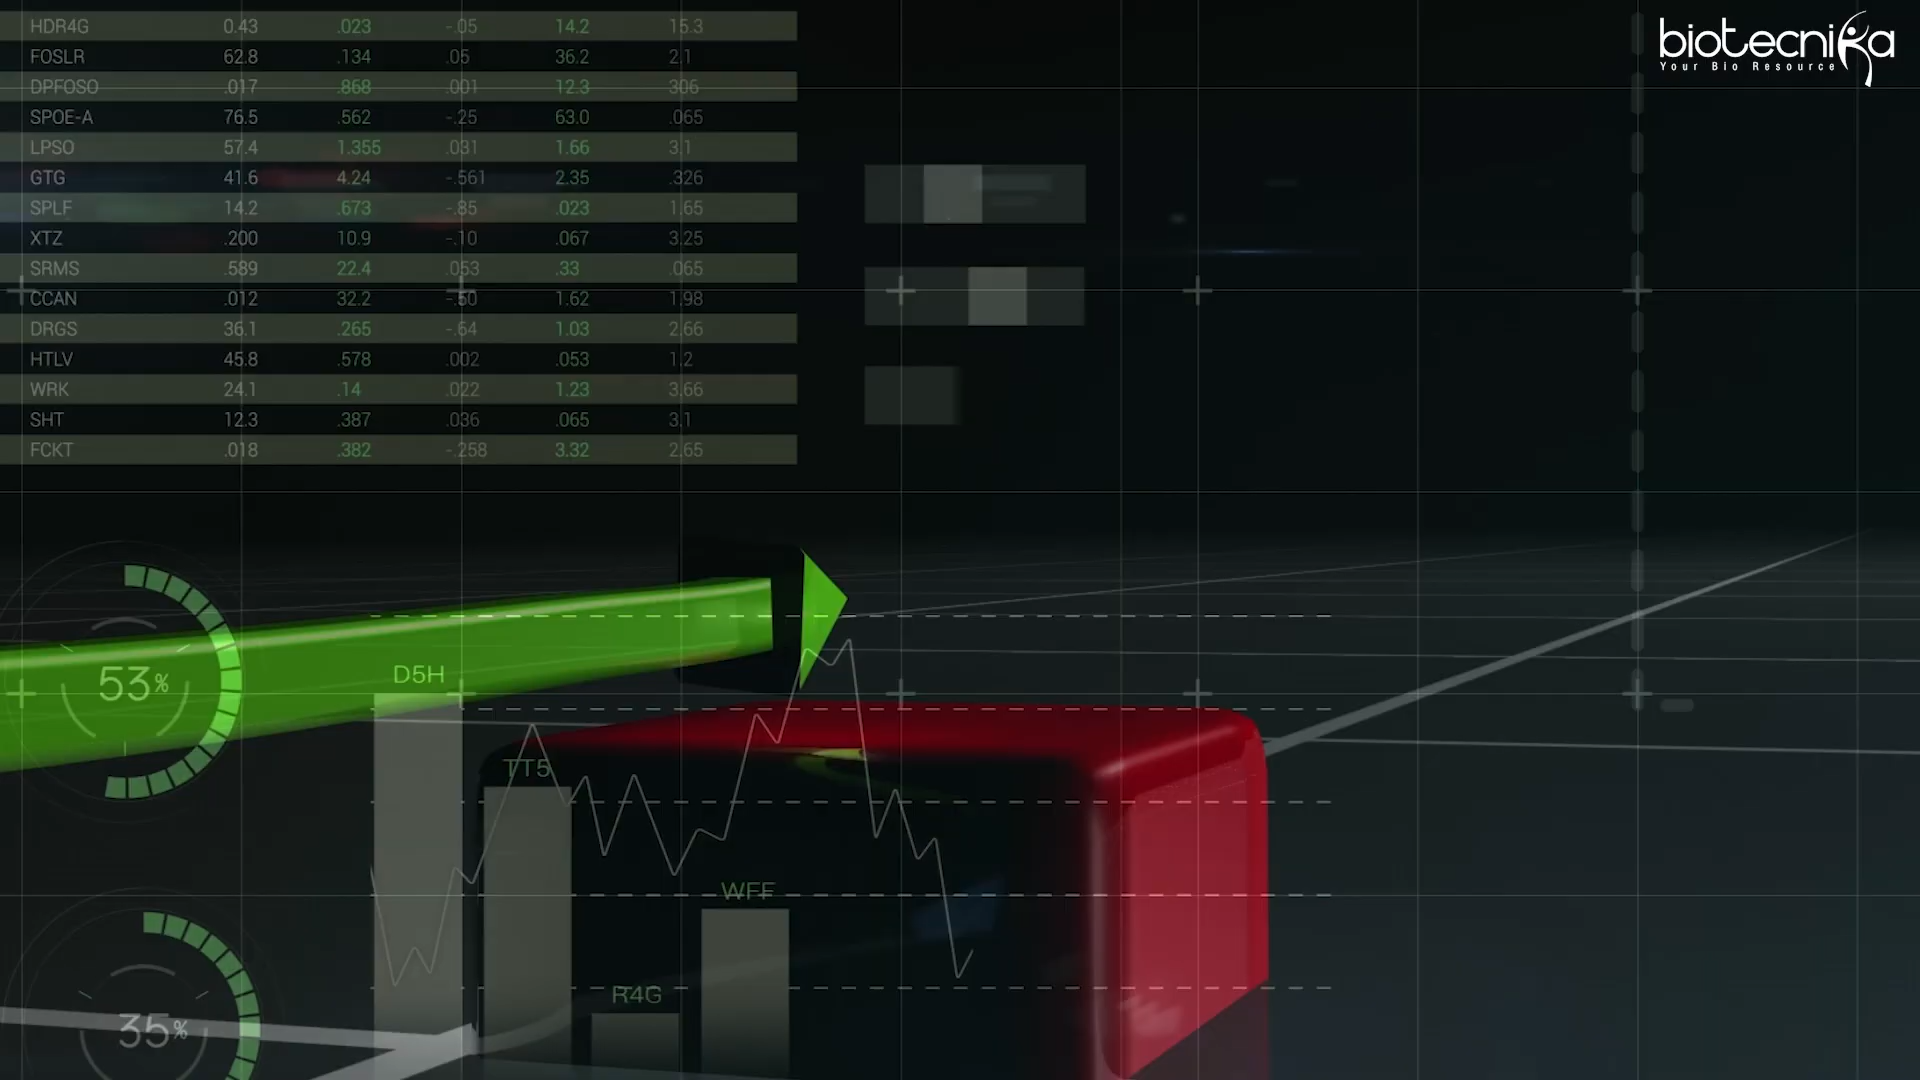 biotecnika
Your Bio Resource
HDR4G 0.43 .023 -.05 14.2 15.3
FOSLR 62.8 .134 .05 36.2 2.1
DPFOSO .017 .868 .001 12.3 306
SPOE-A 76.5 .562 -.25 63.0 .065
LPSO 57.4 1.355 .031 1.66 3.1
GTG 41.6 4.24 -.561 2.35 .326
SPLF 14.2 .673 -.85 .023 1.65
XTZ .200 10.9 -.10 .067 3.25
SRMS .589 22.4 .053 .33 .065
CCAN .012 32.2 -.50 1.62 1.98
DRGS 36.1 .265 -.64 1.03 2.66
HTLV 45.8 .578 .002 .053 1.2
WRK 24.1 .14 .022 1.23 3.66
SHT 12.3 .387 .036 .065 3.1
FCKT .018 .382 -.258 3.32 2.65
53%
D5H
TT5
WFF
R4G
35%